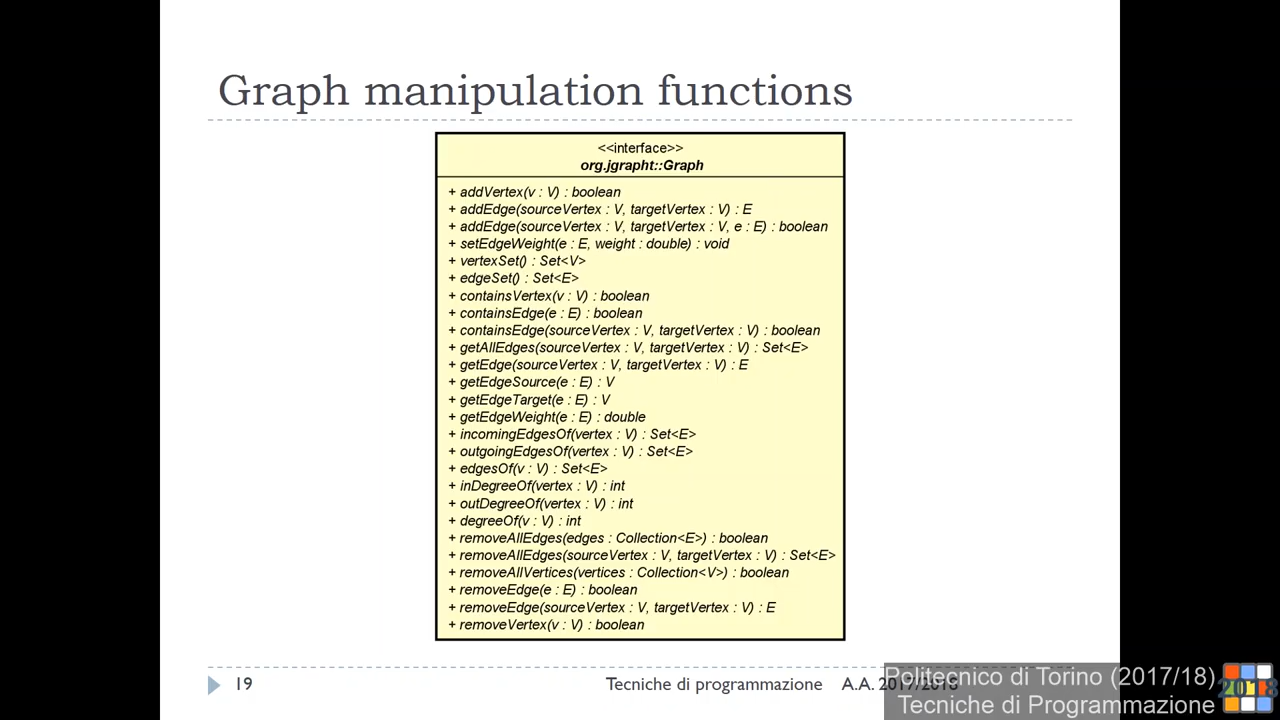 Graph manipulation functions
<<interface>>
org.jgrapht::Graph
+ addVertex(v : V) : boolean
+ addEdge(sourceVertex : V, targetVertex : V) : E
+ addEdge(sourceVertex : V, targetVertex : V, e : E) : boolean
+ setEdgeWeight(e : E, weight : double) : void
+ vertexSet() : Set<V>
+ edgeSet() : Set<E>
+ containsVertex(v : V) : boolean
+ containsEdge(e : E) : boolean
+ containsEdge(sourceVertex : V, targetVertex : V) : boolean
+ getAllEdges(sourceVertex : V, targetVertex : V) : Set<E>
+ getEdge(sourceVertex : V, targetVertex : V) : E
+ getEdgeSource(e : E) : V
+ getEdgeTarget(e : E) : V
+ getEdgeWeight(e : E) : double
+ incomingEdgesOf(vertex : V) : Set<E>
+ outgoingEdgesOf(vertex : V) : Set<E>
+ edgesOf(v : V) : Set<E>
+ inDegreeOf(vertex : V) : int
+ outDegreeOf(vertex : V) : int
+ degreeOf(v : V) : int
+ removeAllEdges(edges : Collection<E>) : boolean
+ removeAllEdges(sourceVertex : V, targetVertex : V) : Set<E>
+ removeAllVertices(vertices : Collection<V>) : boolean
+ removeEdge(e : E) : boolean
+ removeEdge(sourceVertex : V, targetVertex : V) : E
+ removeVertex(v : V) : boolean
19 Tecniche di programmazione A.A. 2017/2018
Politecnico di Torino (2017/18)
Tecniche di Programmazione
2018